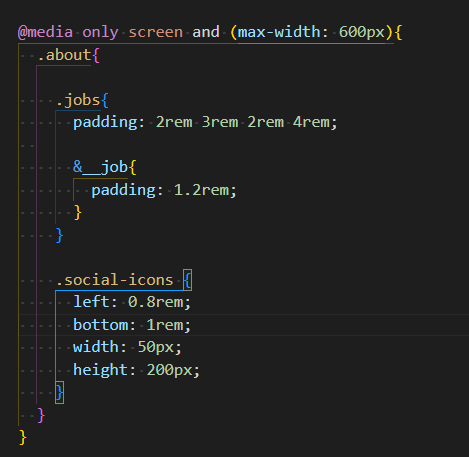 @media only screen and (max-width: 600px){
  .about{

    .jobs{
      padding: 2rem 3rem 2rem 4rem;

      &__job{
        padding: 1.2rem;
      }
    }

    .social-icons {
      left: 0.8rem;
      bottom: 1rem;
      width: 50px;
      height: 200px;
    }
  }
}